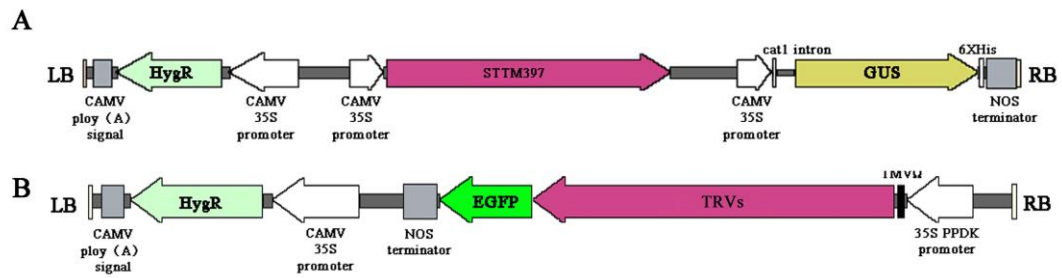 A
LB
HygR
CAMV
ploy (A)
signal
CAMV
35S
promoter
CAMV
35S
promoter
STTM397
CAMV
35S
promoter
cat1 intron
GUS
6XHis
NOS
terminator
RB
B
LB
HygR
CAMV
ploy (A)
signal
CAMV
35S
promoter
NOS
terminator
EGFP
TRVs
TMVΩ
35S PPDK
promoter
RB